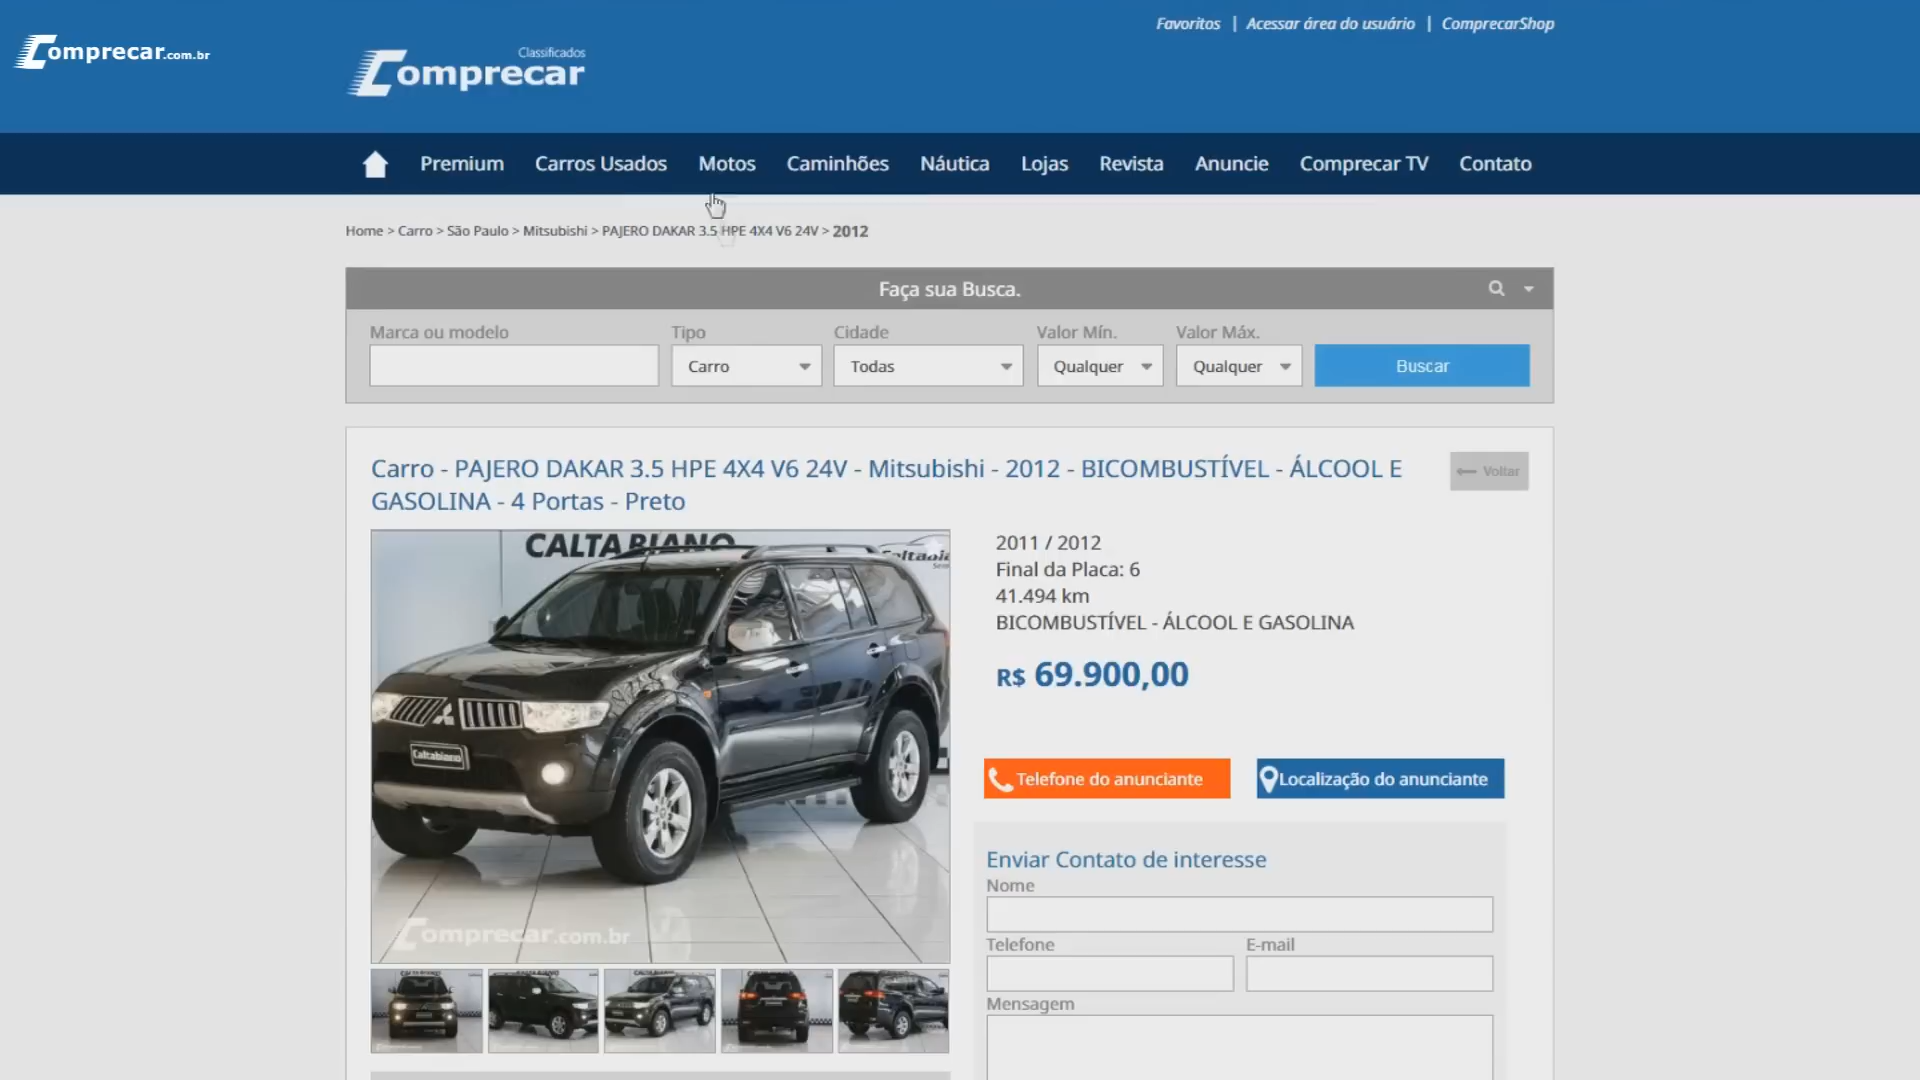 Favoritos | Acessar área do usuário | ComprecarShop
Comprecar.com.br
Classificados
Comprecar
Premium Carros Usados Motos Caminhões Náutica Lojas Revista Anuncie Comprecar TV Contato
Home > Carro > São Paulo > Mitsubishi > PAJERO DAKAR 3.5 HPE 4X4 V6 24V > 2012
Faça sua Busca.
Marca ou modelo Tipo Cidade Valor Mín. Valor Máx.
Carro Todas Qualquer Qualquer Buscar
Carro - PAJERO DAKAR 3.5 HPE 4X4 V6 24V - Mitsubishi - 2012 - BICOMBUSTÍVEL - ÁLCOOL E
GASOLINA - 4 Portas - Preto
Voltar
CALTABIANO
Caltabiano
Comprecar.com.br
2011 / 2012
Final da Placa: 6
41.494 km
BICOMBUSTÍVEL - ÁLCOOL E GASOLINA
R$ 69.900,00
Telefone do anunciante Localização do anunciante
Enviar Contato de interesse
Nome
Telefone E-mail
Mensagem